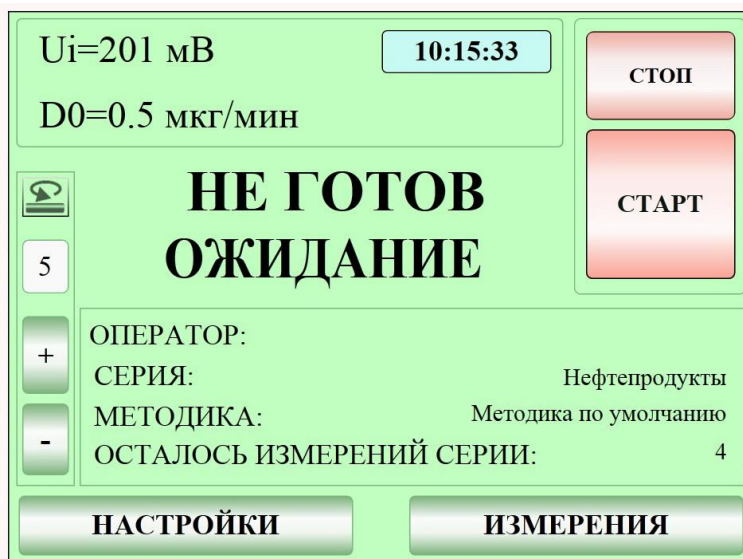 Ui=201 мВ
10:15:33
D0=0.5 мкг/мин
СТОП
СТАРТ
НЕ ГОТОВ
ОЖИДАНИЕ
5
+
-
ОПЕРАТОР:
СЕРИЯ: Нефтепродукты
МЕТОДИКА: Методика по умолчанию
ОСТАЛОСЬ ИЗМЕРЕНИЙ СЕРИИ: 4
НАСТРОЙКИ
ИЗМЕРЕНИЯ